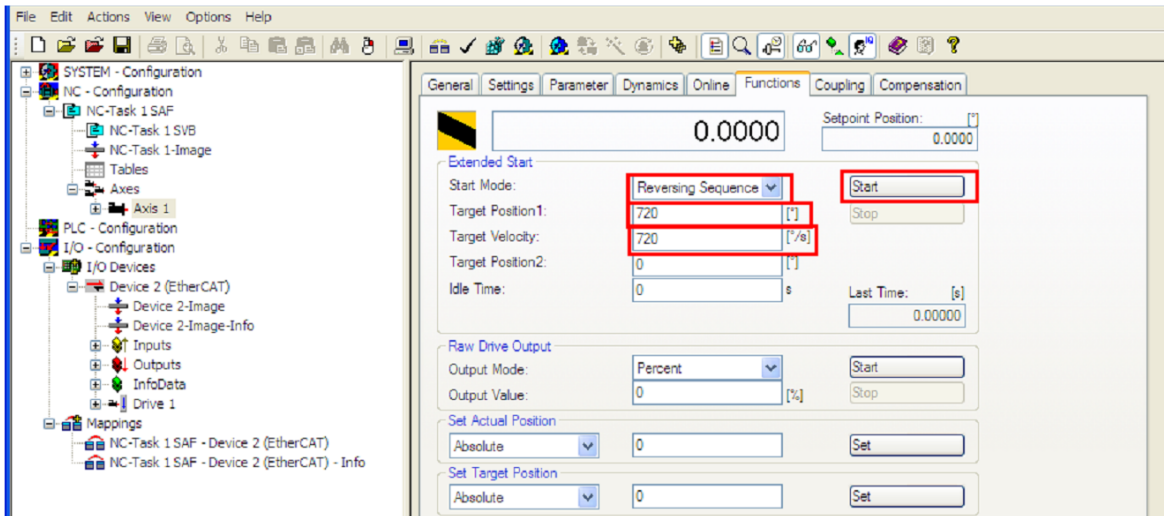 File Edit Actions View Options Help
SYSTEM - Configuration
NC - Configuration
NC-Task 1 SAF
NC-Task 1 SVB
NC-Task 1-Image
Tables
Axes
Axis 1
PLC - Configuration
I/O - Configuration
I/O Devices
Device 2 (EtherCAT)
Device 2-Image
Device 2-Image-Info
Inputs
Outputs
InfoData
Drive 1
Mappings
NC-Task 1 SAF - Device 2 (EtherCAT)
NC-Task 1 SAF - Device 2 (EtherCAT) - Info
General Settings Parameter Dynamics Online Functions Coupling Compensation
0.0000
Setpoint Position: [°]
0.0000
Extended Start
Start Mode: Reversing Sequence Start
Target Position1: 720 [°] Stop
Target Velocity: 720 [°/s]
Target Position2: 0 [°]
Idle Time: 0 s Last Time: [s]
0.00000
Raw Drive Output
Output Mode: Percent Start
Output Value: 0 [%] Stop
Set Actual Position
Absolute 0 Set
Set Target Position
Absolute 0 Set